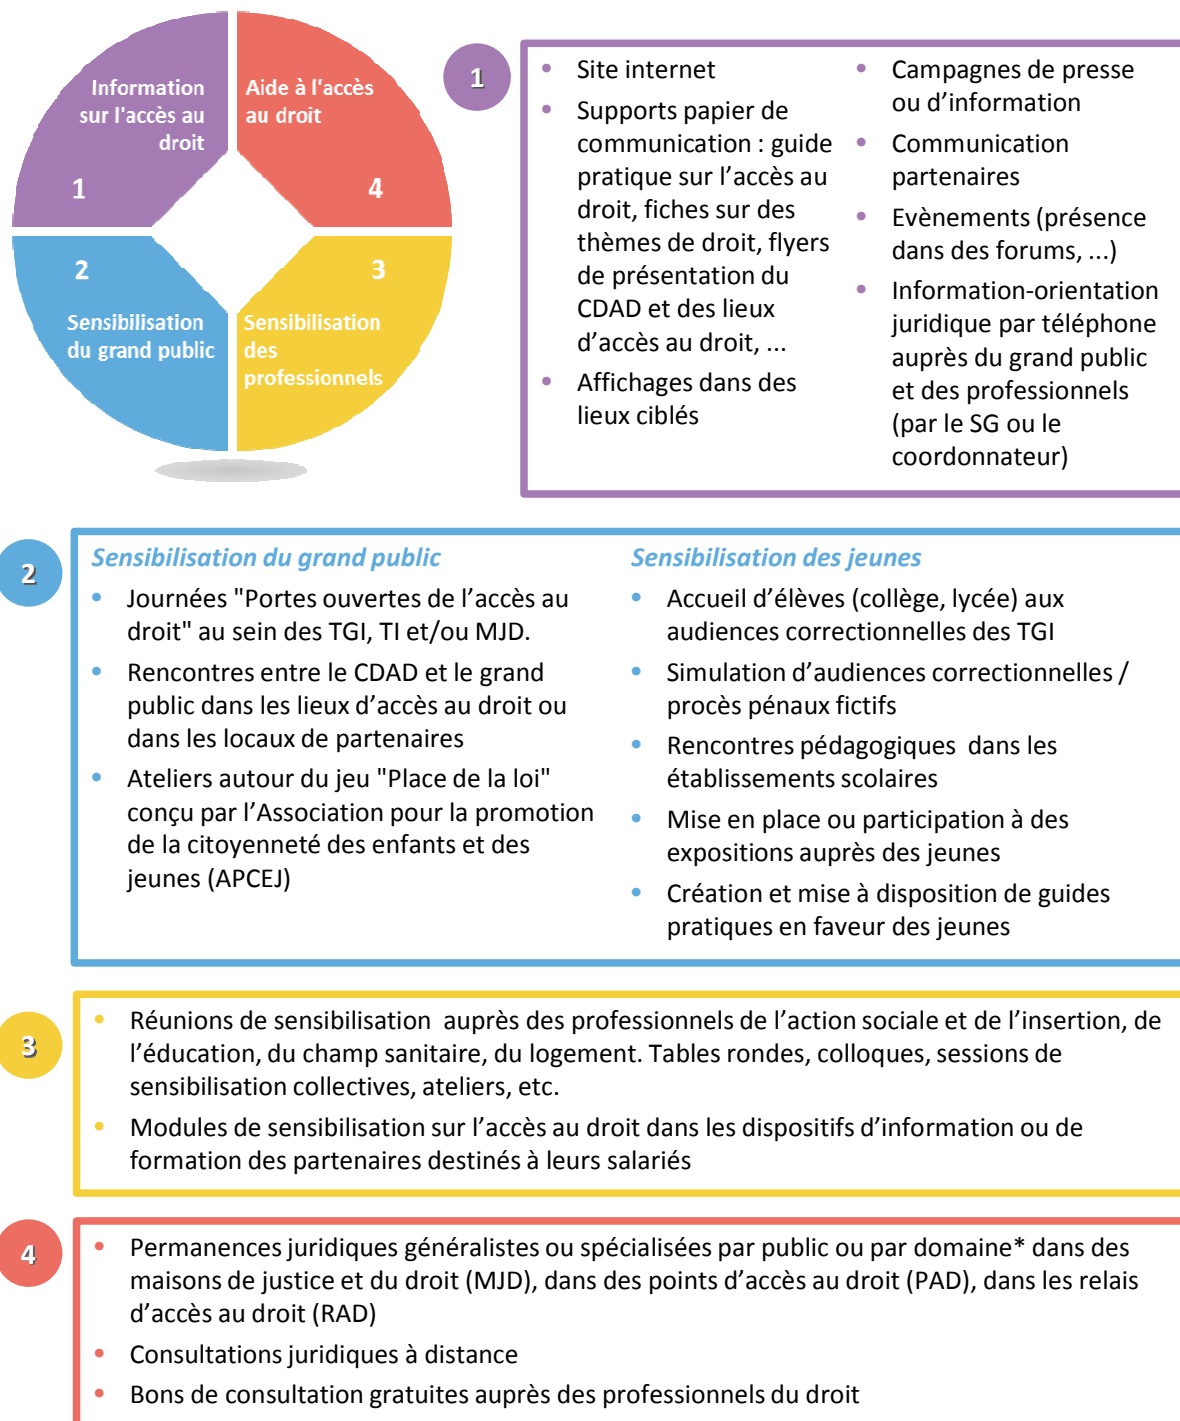 Information
sur l'accès au
droit
1
Aide à l'accès
au droit
4
2
Sensibilisation
du grand public
3
Sensibilisation
des
professionnels
1
• Site internet
• Supports papier de
communication : guide
pratique sur l’accès au
droit, fiches sur des
thèmes de droit, flyers
de présentation du
CDAD et des lieux
d’accès au droit, ...
• Affichages dans des
lieux ciblés
• Campagnes de presse
ou d’information
• Communication
partenaires
• Evènements (présence
dans des forums, ...)
• Information-orientation
juridique par téléphone
auprès du grand public
et des professionnels
(par le SG ou le
coordonnateur)
2
Sensibilisation du grand public
• Journées "Portes ouvertes de l’accès au
droit" au sein des TGI, TI et/ou MJD.
• Rencontres entre le CDAD et le grand
public dans les lieux d’accès au droit ou
dans les locaux de partenaires
• Ateliers autour du jeu "Place de la loi"
conçu par l’Association pour la promotion
de la citoyenneté des enfants et des
jeunes (APCEJ)
Sensibilisation des jeunes
• Accueil d’élèves (collège, lycée) aux
audiences correctionnelles des TGI
• Simulation d’audiences correctionnelles /
procès pénaux fictifs
• Rencontres pédagogiques dans les
établissements scolaires
• Mise en place ou participation à des
expositions auprès des jeunes
• Création et mise à disposition de guides
pratiques en faveur des jeunes
3
• Réunions de sensibilisation auprès des professionnels de l’action sociale et de l’insertion, de
l’éducation, du champ sanitaire, du logement. Tables rondes, colloques, sessions de
sensibilisation collectives, ateliers, etc.
• Modules de sensibilisation sur l’accès au droit dans les dispositifs d’information ou de
formation des partenaires destinés à leurs salariés
4
• Permanences juridiques généralistes ou spécialisées par public ou par domaine* dans des
maisons de justice et du droit (MJD), dans des points d’accès au droit (PAD), dans les relais
d’accès au droit (RAD)
• Consultations juridiques à distance
• Bons de consultation gratuites auprès des professionnels du droit